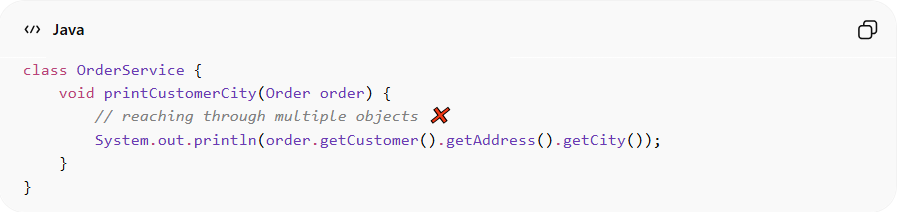 </> Java
class OrderService {
    void printCustomerCity(Order order) {
        // reaching through multiple objects ❌
        System.out.println(order.getCustomer().getAddress().getCity());
    }
}